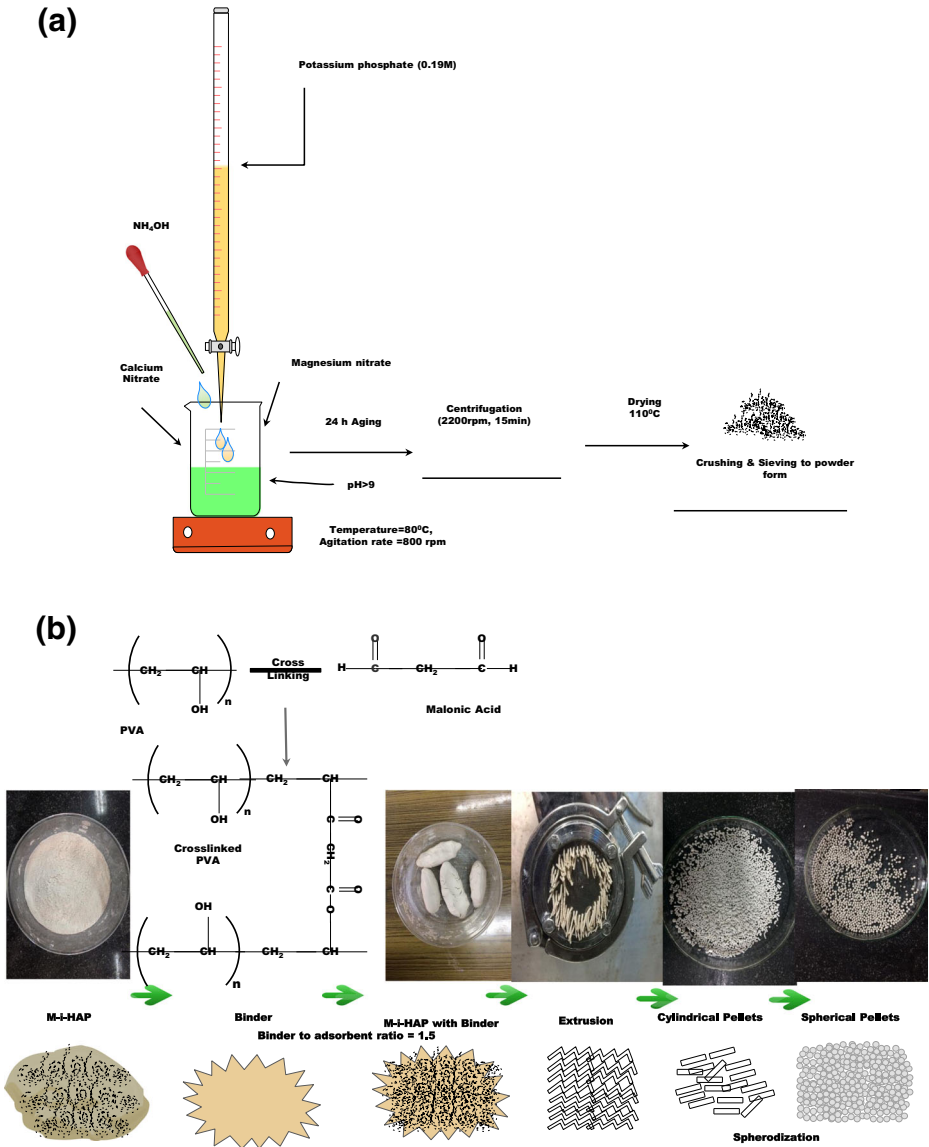 (a)
Potassium phosphate (0.19M)
NH₄OH
Calcium
Nitrate
Magnesium nitrate
24 h Aging
Centrifugation
(2200rpm, 15min)
Drying
110⁰C
Crushing & Sieving to powder
form
pH>9
Temperature=80⁰C,
Agitation rate =800 rpm
(b)
CH₂
CH
OH
n
PVA
Cross
Linking
H
C
O
CH₂
C
O
H
Malonic Acid
CH₂
CH
OH
n
CH₂
CH
Crosslinked
PVA
C
O
CH₂
C
O
O
OH
CH₂
CH
n
CH₂
CH
M-i-HAP
Binder
Binder to adsorbent ratio = 1.5
M-I-HAP with Binder
Extrusion
Cylindrical Pellets
Spherical Pellets
Spherodization